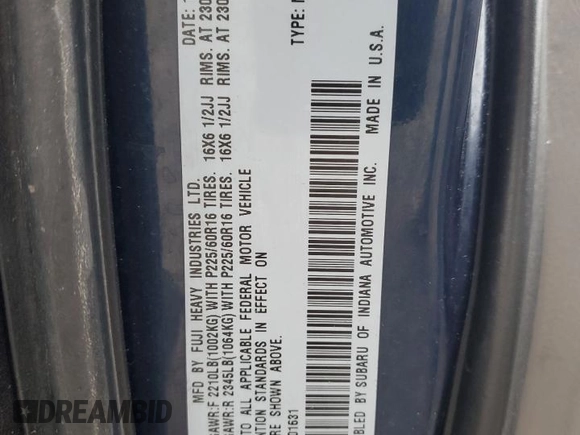 MFD BY FUJI HEAVY INDUSTRIES LTD. DATE:
GAWR:F 2210LB(1002KG) WITH P225/60R16 TIRES. 16X6 1/2JJ RIMS. AT 230
GAWR:R 2345LB(1064KG) WITH P225/60R16 TIRES. 16X6 1/2JJ RIMS. AT 230
TO ALL APPLICABLE FEDERAL MOTOR VEHICLE
ENTION STANDARDS IN EFFECT ON
RE SHOWN ABOVE.
01631 TYPE:
BLED BY SUBARU OF INDIANA AUTOMOTIVE INC. MADE IN U.S.A.
DREAMBID